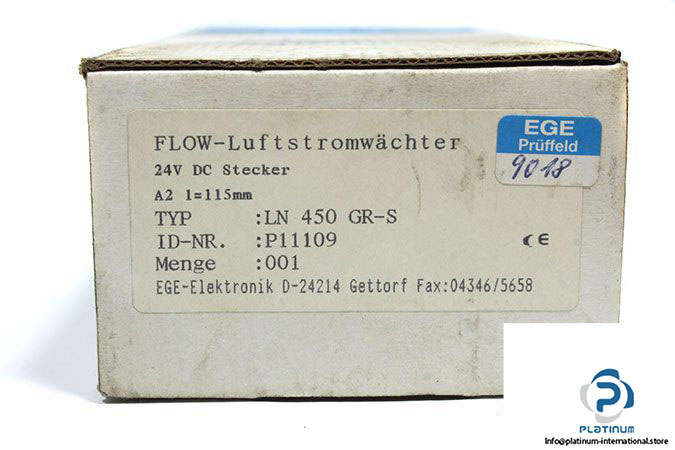 FLOW-Luftstromwächter
24V DC Stecker
A2 l=115mm
TYP :LN 450 GR-S
ID-NR. :P11109
Menge :001
EGE-Elektronik D-24214 Gettorf Fax:04346/5658
CE
EGE
Prüffeld
9018
PLATINUM
Info@platinum-international.store